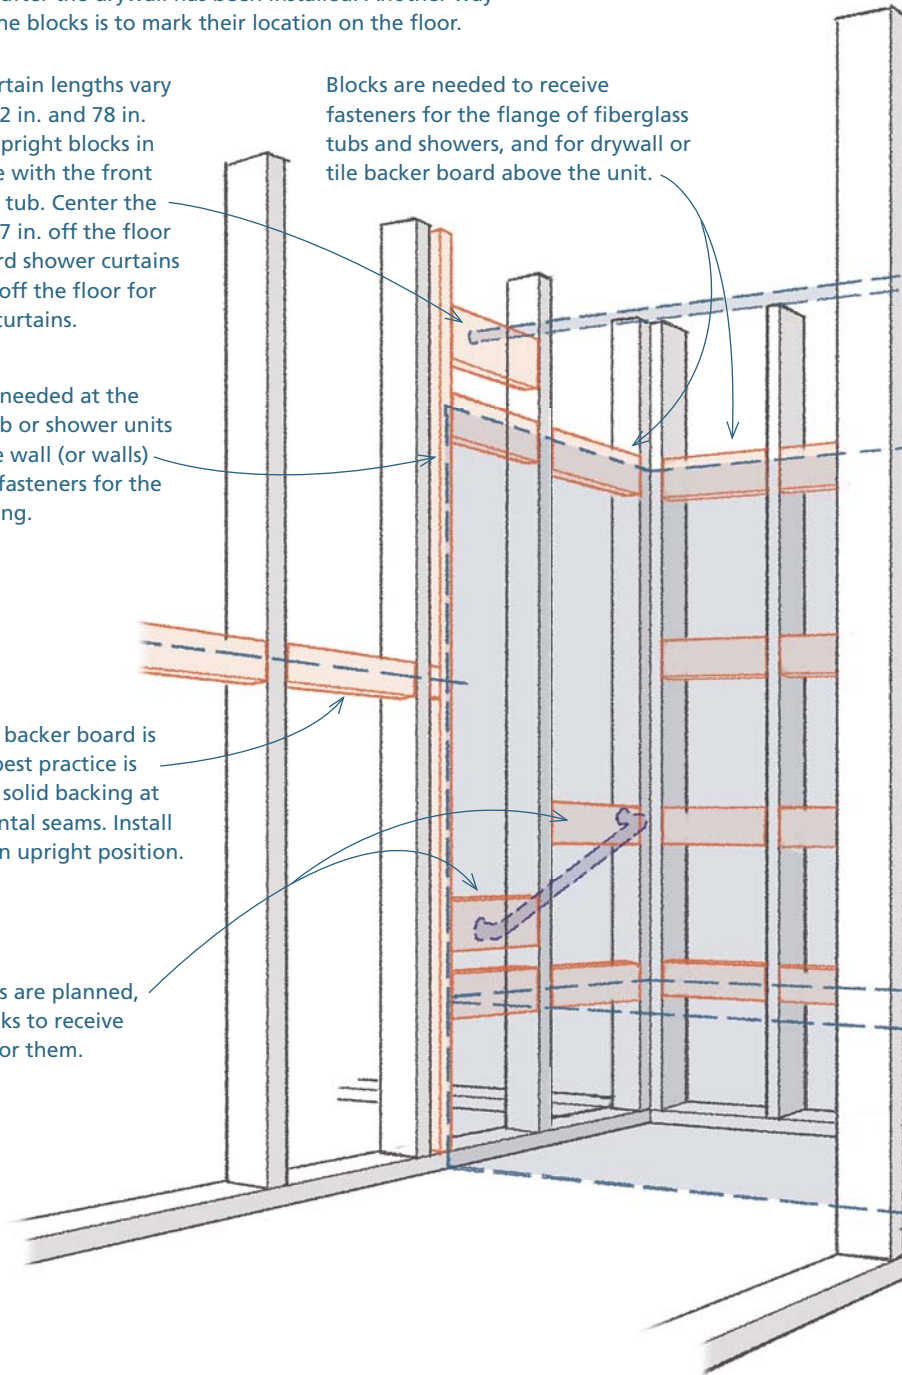 after the drywall has been installed. Another way
ne blocks is to mark their location on the floor.
rtain lengths vary
2 in. and 78 in.
pright blocks in
e with the front
tub. Center the
7 in. off the floor
rd shower curtains
off the floor for
curtains.
Blocks are needed to receive
fasteners for the flange of fiberglass
tubs and showers, and for drywall or
tile backer board above the unit.
needed at the
b or shower units
e wall (or walls)
fasteners for the
ng.
backer board is
best practice is
solid backing at
ntal seams. Install
n upright position.
s are planned,
ks to receive
or them.